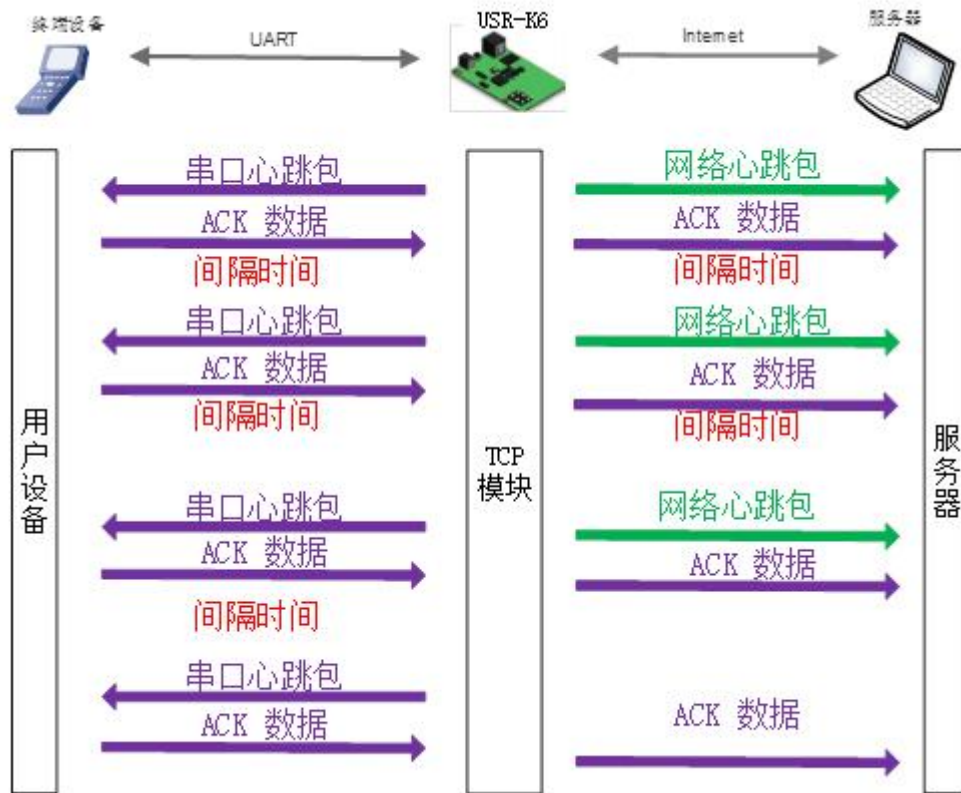 终端设备
UART
USR-K6
Internet
服务器
串口心跳包
网络心跳包
ACK 数据
ACK 数据
间隔时间
间隔时间
串口心跳包
网络心跳包
ACK 数据
ACK 数据
间隔时间
间隔时间
用户设备
TCP
模块
服务器
串口心跳包
网络心跳包
ACK 数据
ACK 数据
间隔时间
串口心跳包
ACK 数据
ACK 数据